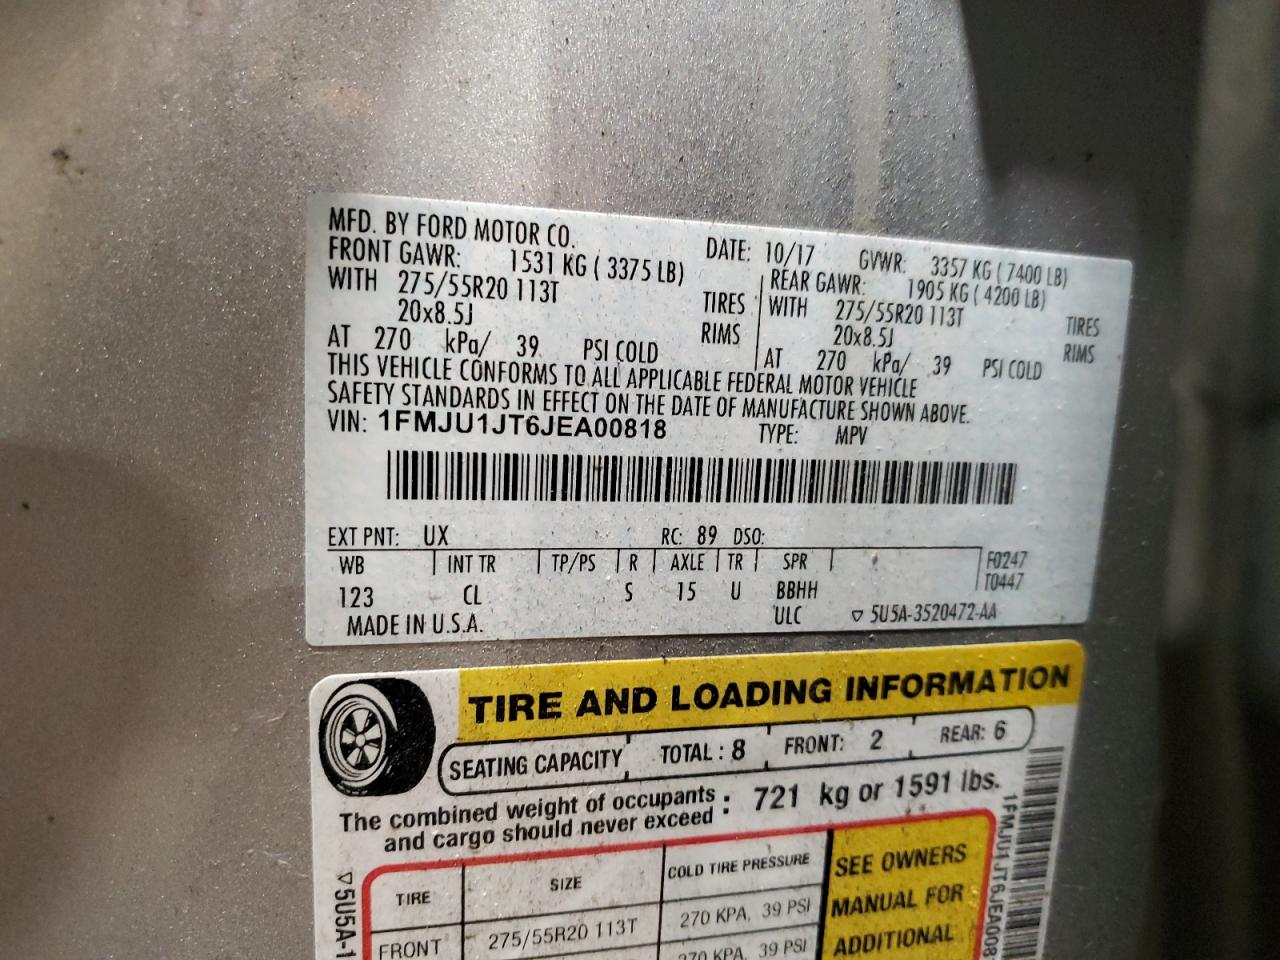 MFD. BY FORD MOTOR CO.
DATE: 10/17 GVWR: 3357 KG ( 7400 LB)
FRONT GAWR: 1531 KG ( 3375 LB)
WITH 275/55R20 113T TIRES
20x8.5J RIMS
AT 270 kPa/ 39 PSI COLD
REAR GAWR: 1905 KG ( 4200 LB)
WITH 275/55R20 113T TIRES
20x8.5J RIMS
AT 270 kPa/ 39 PSI COLD
THIS VEHICLE CONFORMS TO ALL APPLICABLE FEDERAL MOTOR VEHICLE
SAFETY STANDARDS IN EFFECT ON THE DATE OF MANUFACTURE SHOWN ABOVE.
VIN: 1FMJU1JT6JEA00818 TYPE: MPV
EXT PNT: UX RC: 89 DSO:
WB INT TR TP/PS R AXLE TR SPR F0247
T0447
123 CL S 15 U BBHH
MADE IN U.S.A. ULC ▽ 5U5A-3520472-AA
TIRE AND LOADING INFORMATION
SEATING CAPACITY TOTAL : 8 FRONT: 2 REAR: 6
The combined weight of occupants : 721 kg or 1591 lbs.
and cargo should never exceed
TIRE SIZE COLD TIRE PRESSURE
FRONT 275/55R20 113T 270 KPA, 39 PSI
270 KPA, 39 PSI
SEE OWNERS
MANUAL FOR
ADDITIONAL
▽ 5U5A-1
1FMJU1JT6JEA008